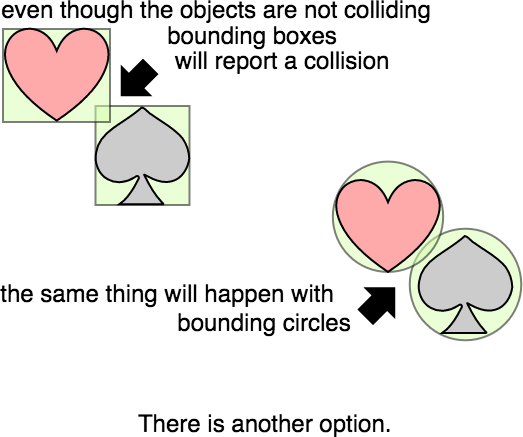 even though the objects are not colliding
bounding boxes
will report a collision
the same thing will happen with
bounding circles
There is another option.